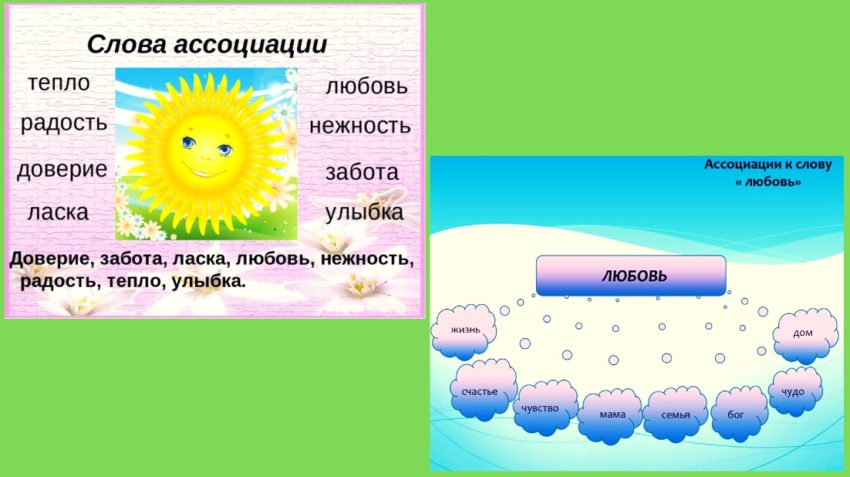 Слова ассоциации
тепло
любовь
радость
нежность
доверие
забота
ласка
улыбка
Доверие, забота, ласка, любовь, нежность,
радость, тепло, улыбка.
Ассоциации к слову
« любовь»
ЛЮБОВЬ
жизнь
дом
счастье
чувство
мама
семья
бог
чудо